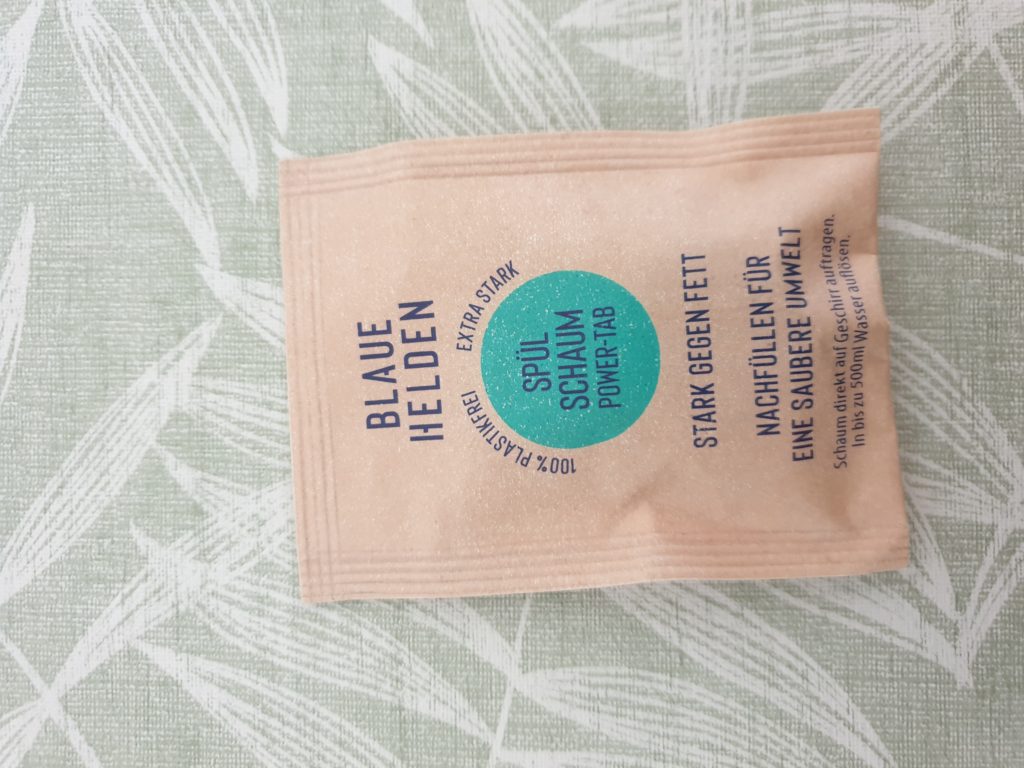 BLAUE
HELDEN
100% PLASTIKFREI EXTRA STARK
SPÜL
SCHAUM
POWER-TAB
STARK GEGEN FETT
NACHFÜLLEN FÜR
EINE SAUBERE UMWELT
Schaum direkt auf Geschirr auftragen.
In bis zu 500ml Wasser auflösen.